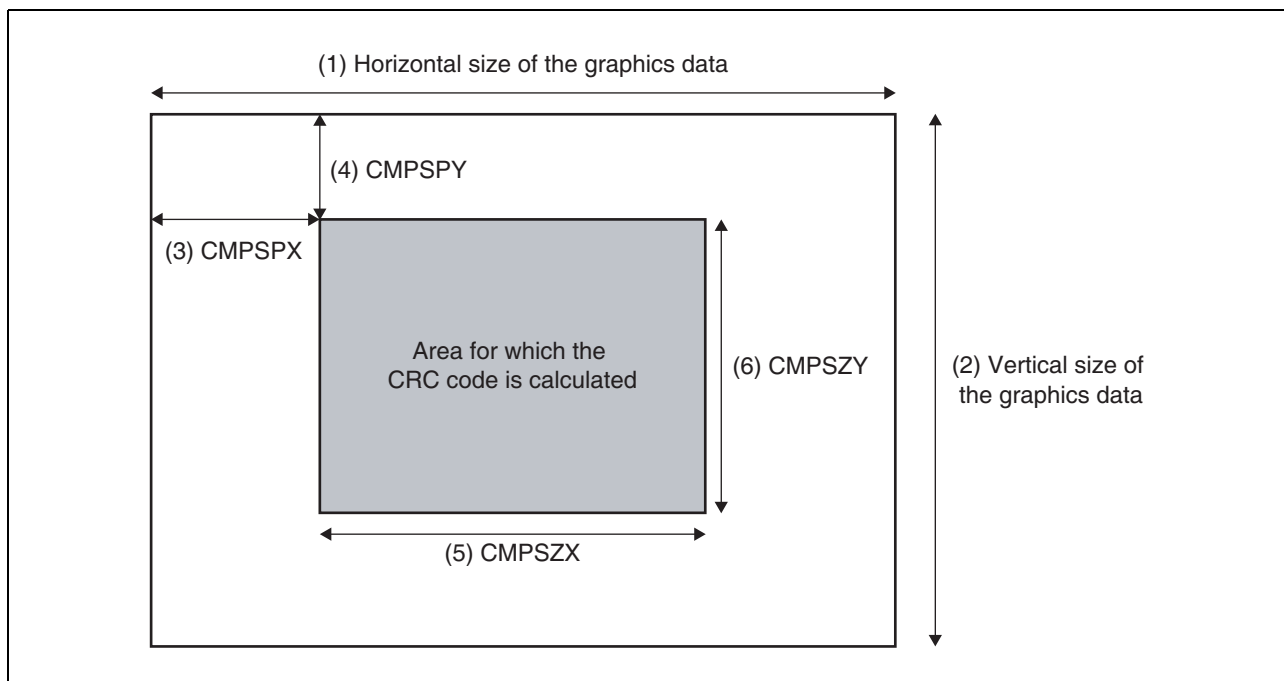 (1) Horizontal size of the graphics data
(4) CMPSPY
(3) CMPSPX
Area for which the
CRC code is calculated
(6) CMPSZY
(2) Vertical size of
the graphics data
(5) CMPSZX